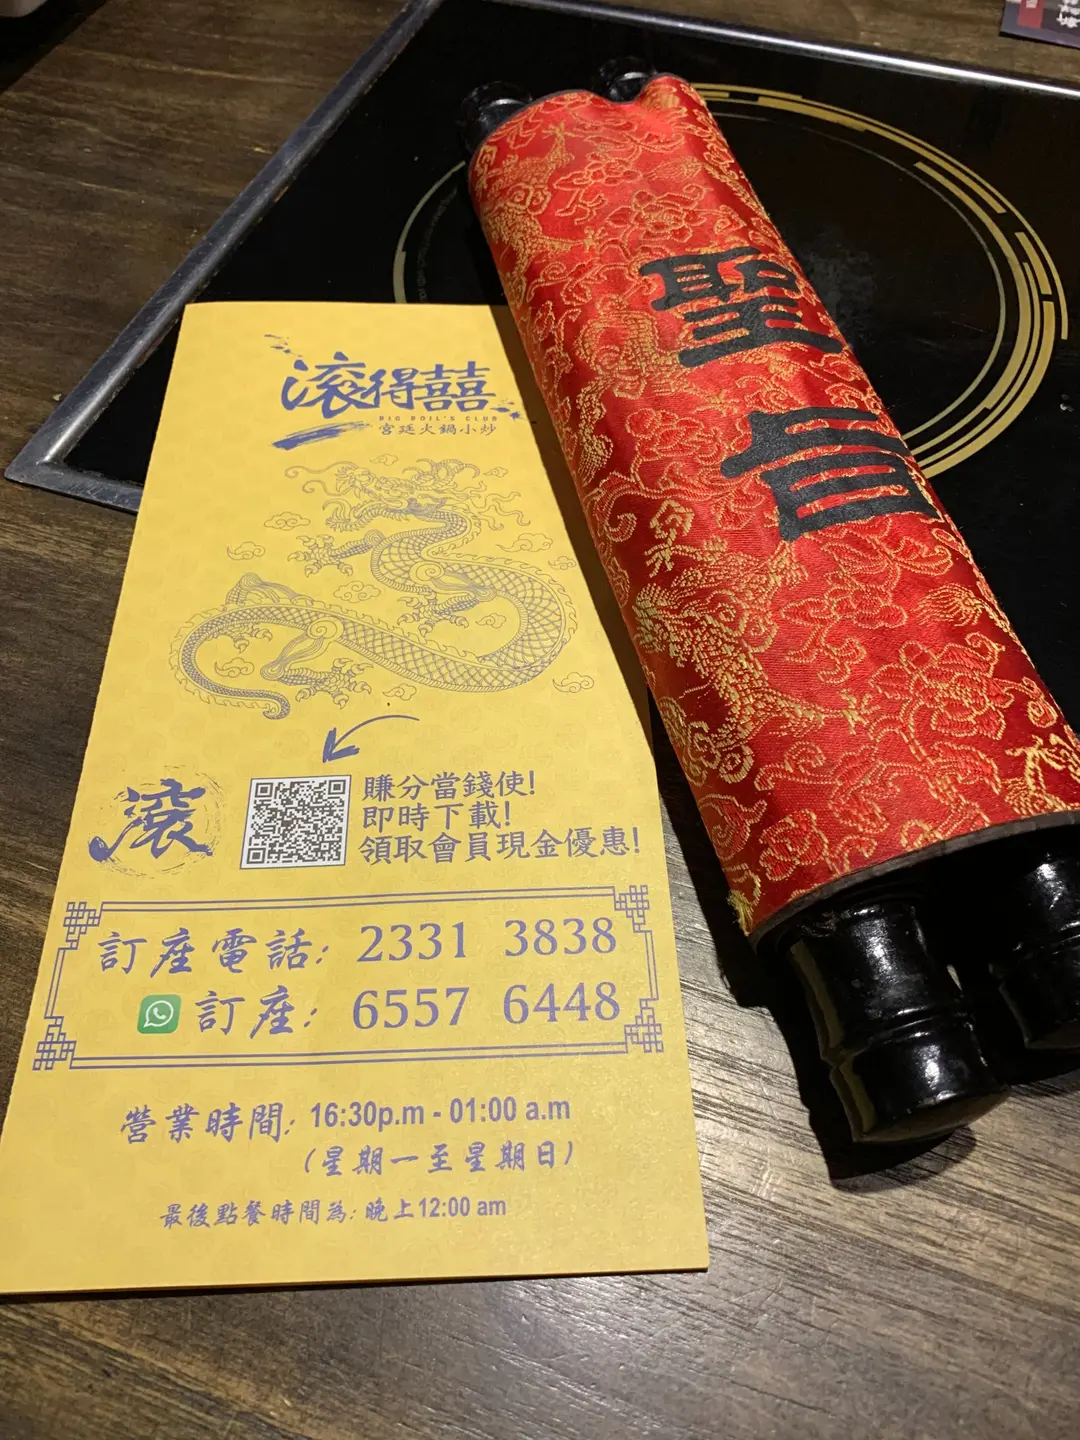 滚得囍
BIG BOIL'S CLUB
宮廷火鍋小炒
滾
賺分當錢使!
即時下載!
領取會員現金優惠!
訂座電話: 2331 3838
訂座: 6557 6448
營業時間: 16:30p.m - 01:00 a.m
(星期一至星期日)
最後點餐時間為: 晚上12:00 am
聖旨